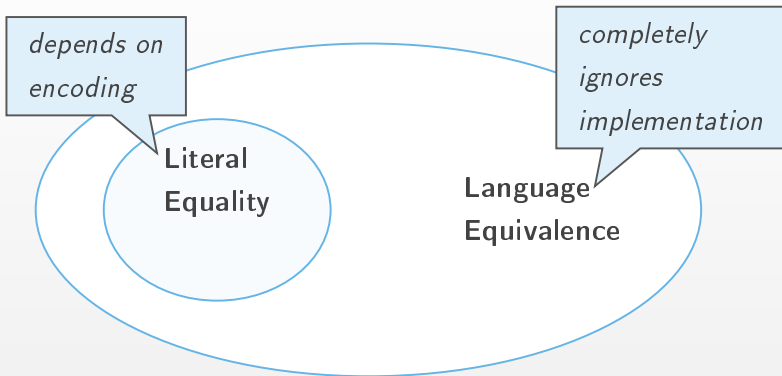 depends on
encoding
completely
ignores
implementation
Literal
Equality
Language
Equivalence